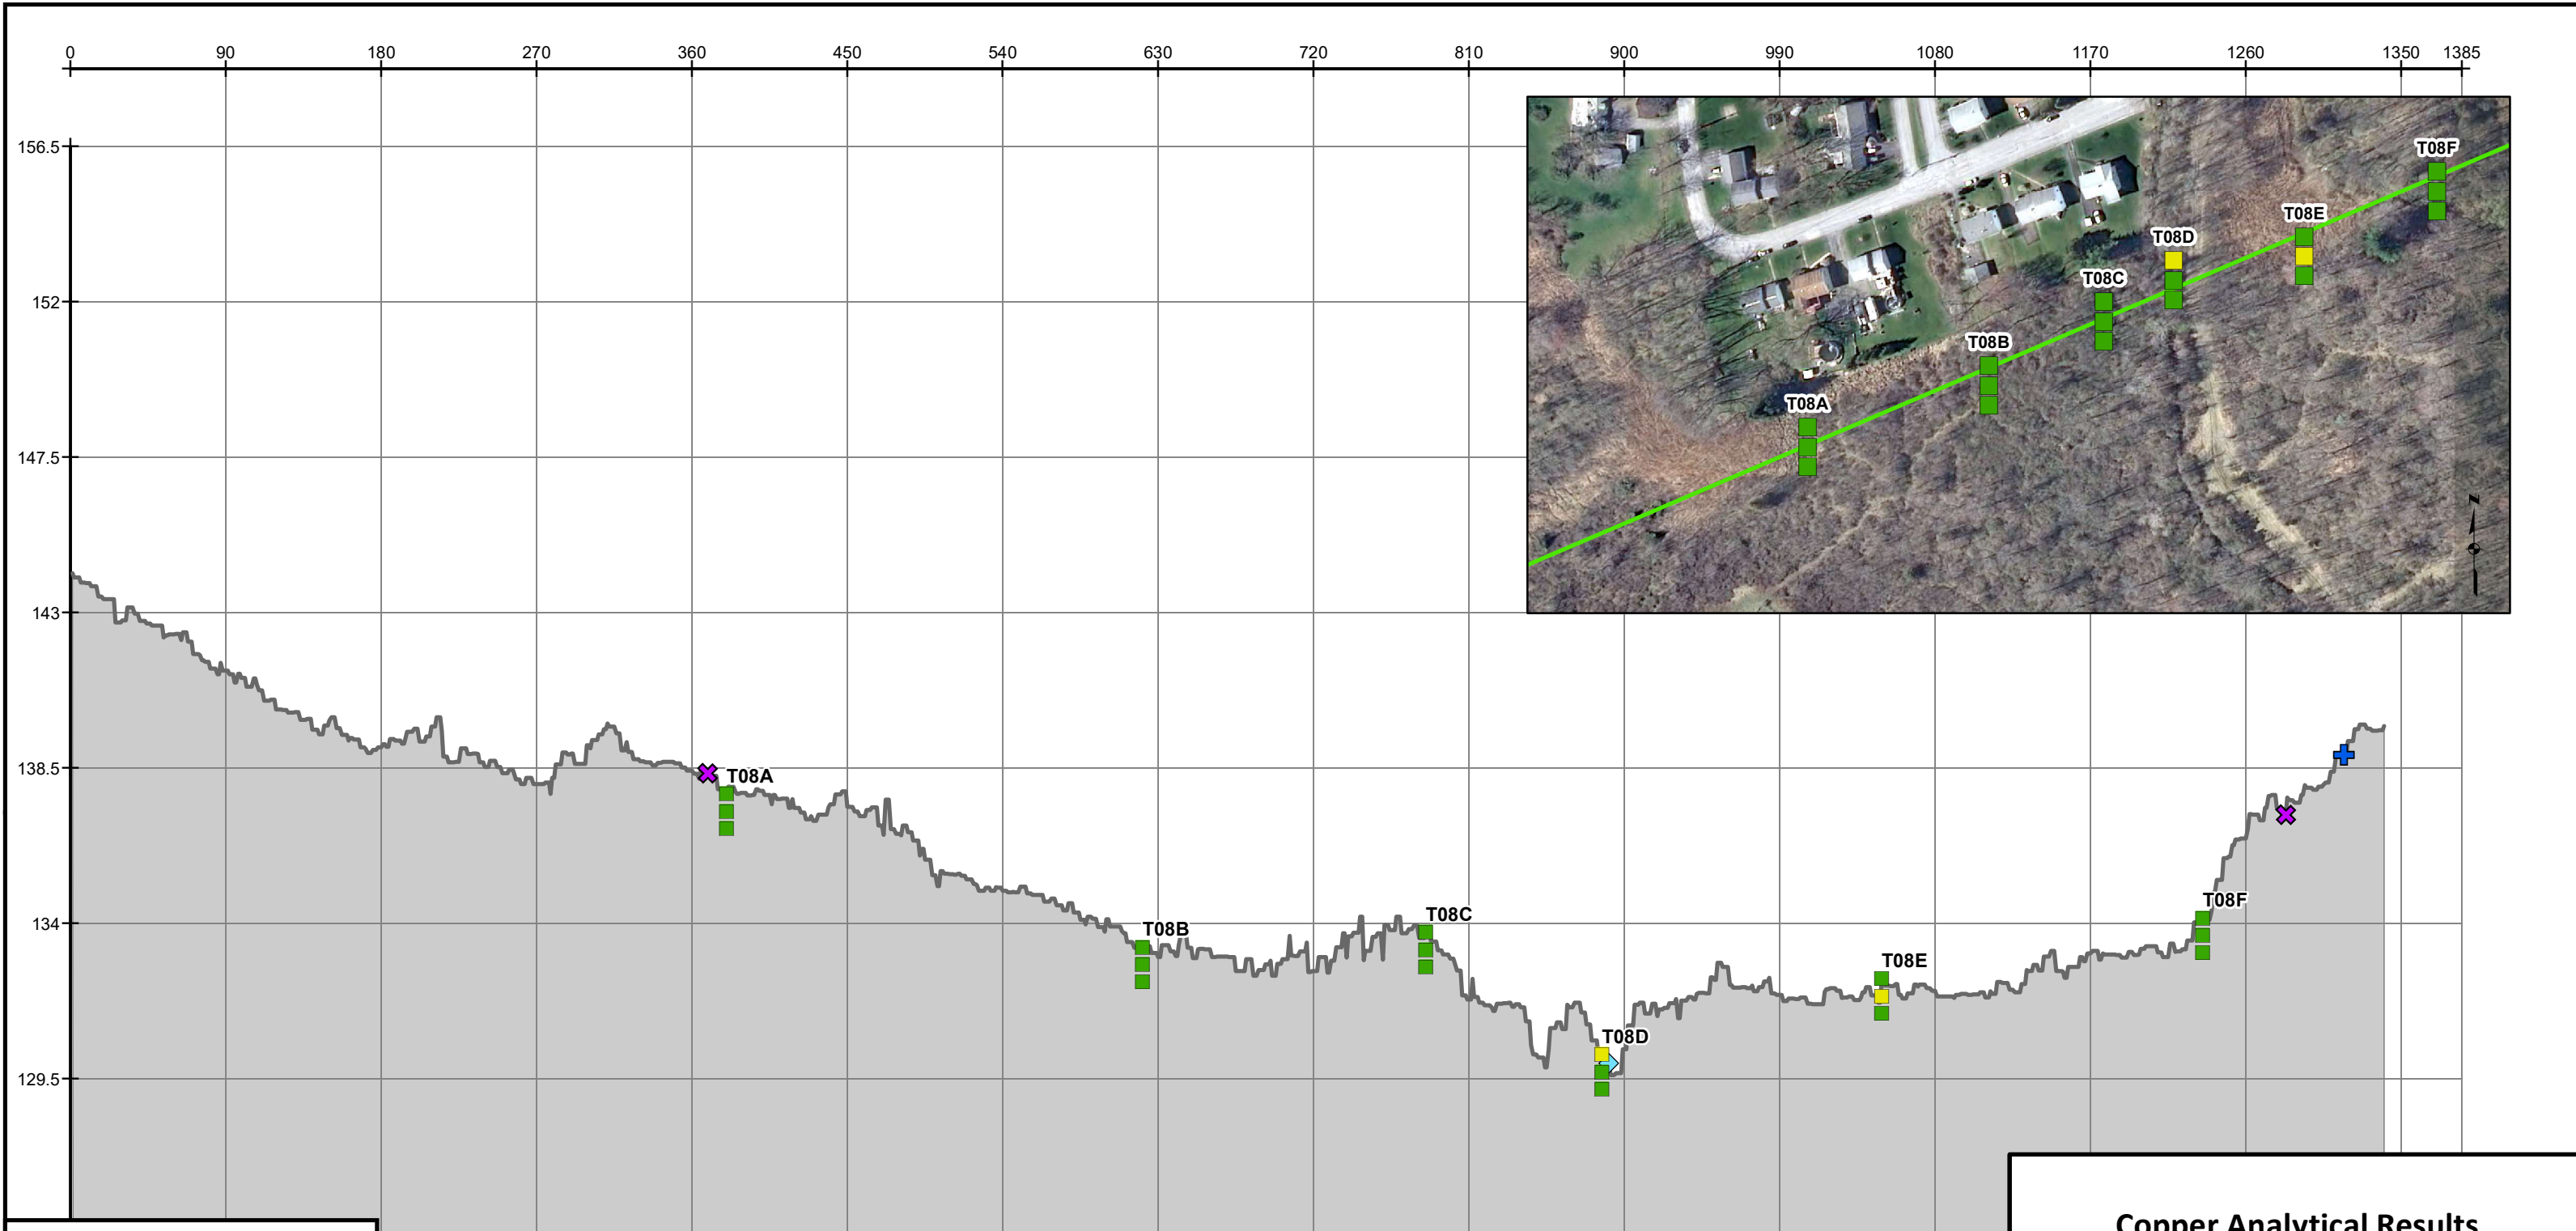 0 90 180 270 360 450 540 630 720 810 900 990 1080 1170 1260 1350 1385
156.5
T08F
T08E
T08D
152
T08C
T08B
T08A
147.5
N
143
138.5
T08A
134
T08F
T08C
T08B
T08E
T08D
129.5
Copper Analytical Results